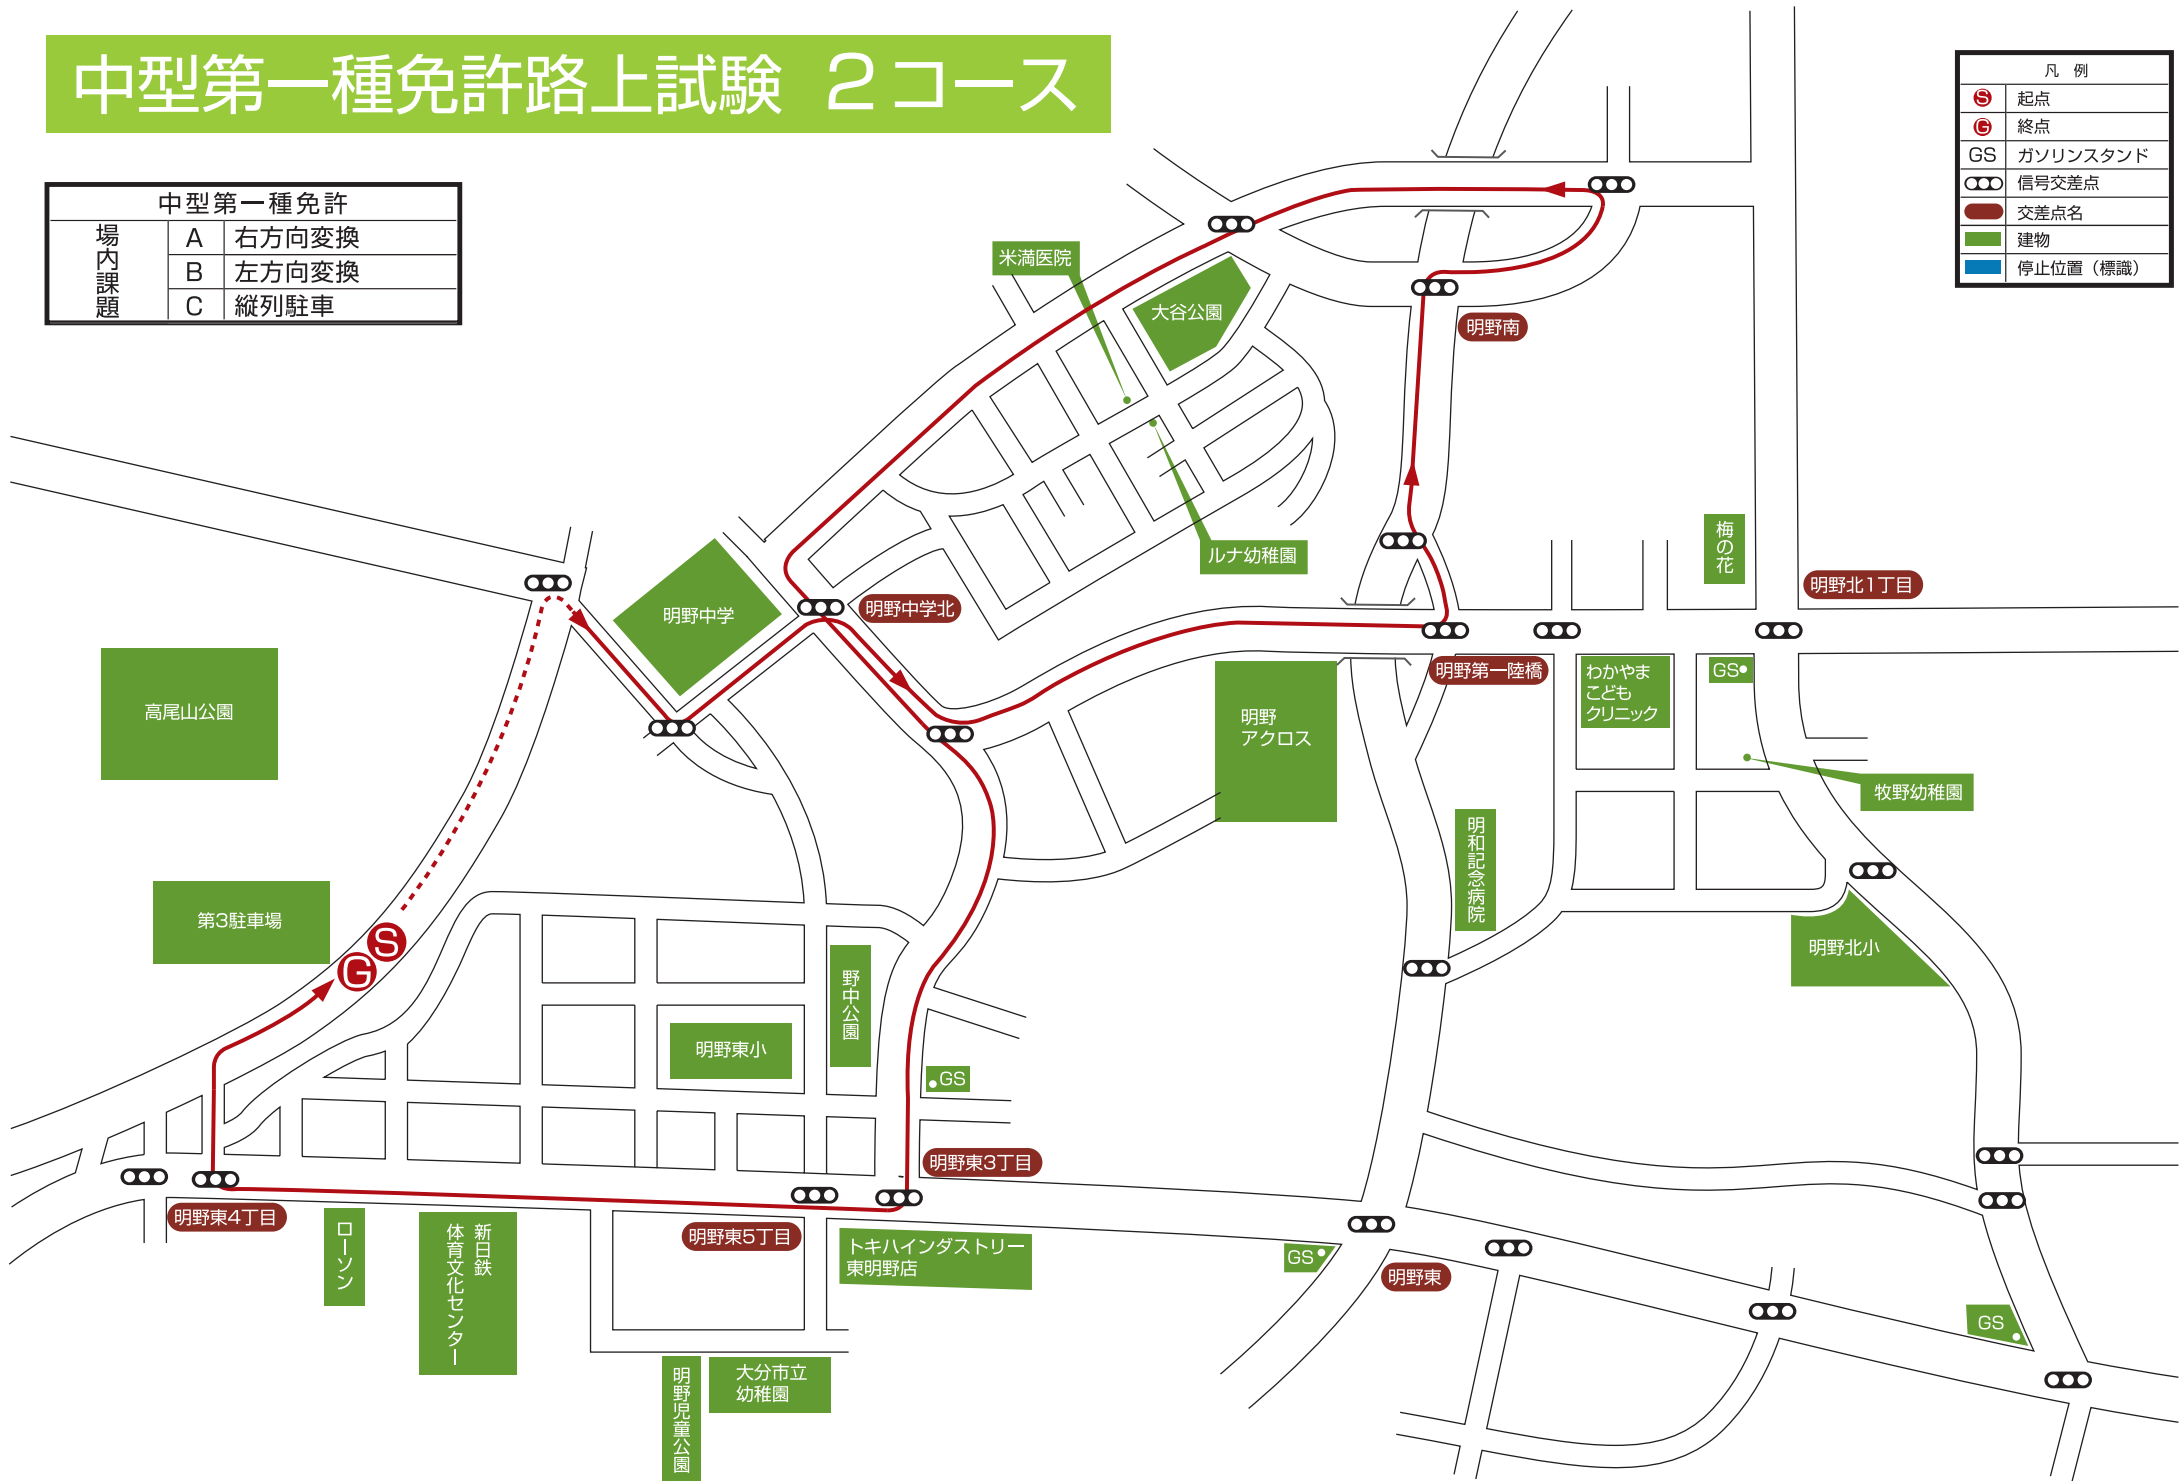 中型第一種免許路上試験 2コース
中型第一種免許
場内課題
A 右方向変換
B 左方向変換
C 縦列駐車
凡 例
S 起点
G 終点
GS ガソリンスタンド
信号交差点
交差点名
建物
停止位置（標識）
米満医院
大谷公園
明野南
ルナ幼稚園
梅の花
明野北1丁目
明野中学
明野中学北
高尾山公園
明野第一陸橋
わかやま
こども
クリニック
GS
明野
アクロス
牧野幼稚園
明和記念病院
第3駐車場
S
G
明野北小
野中公園
明野東小
GS
明野東3丁目
明野東4丁目
ローソン
新日鉄
体育文化センター
明野東5丁目
トキハインダストリー
東明野店
GS
明野東
GS
明野児童公園
大分市立
幼稚園